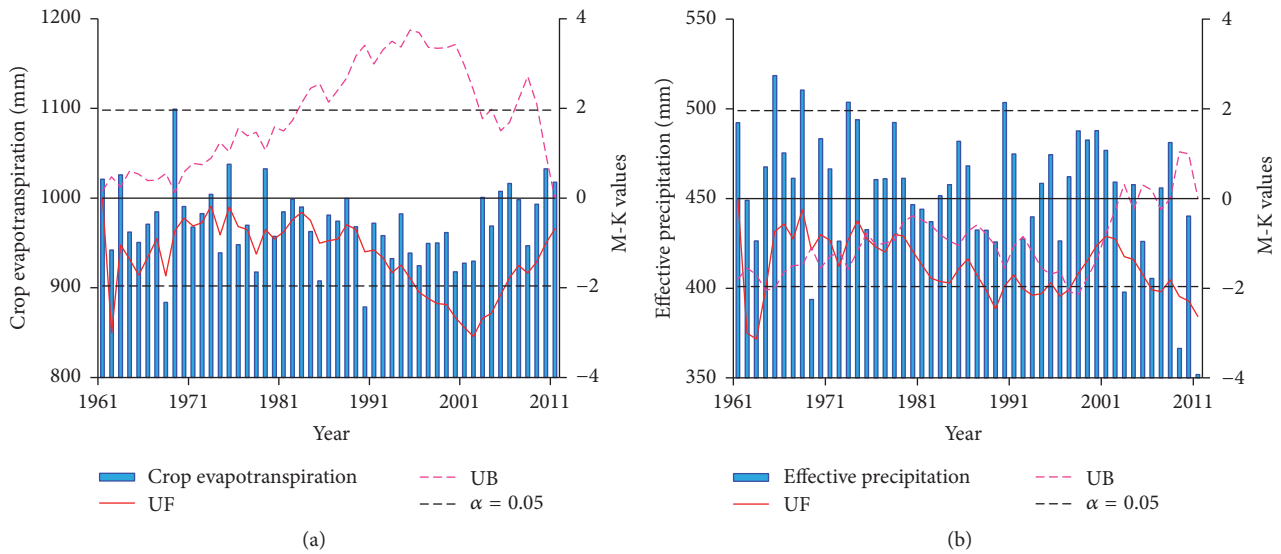 1200
1100
1000
900
800
Crop evapotranspiration (mm)
4
2
0
−2
−4
M-K values
1961 1971 1981 1991 2001 2011
Year
Crop evapotranspiration
UF
UB
α = 0.05
(a)
550
500
450
400
350
Effective precipitation (mm)
4
2
0
−2
−4
M-K values
1961 1971 1981 1991 2001 2011
Year
Effective precipitation
UF
UB
α = 0.05
(b)